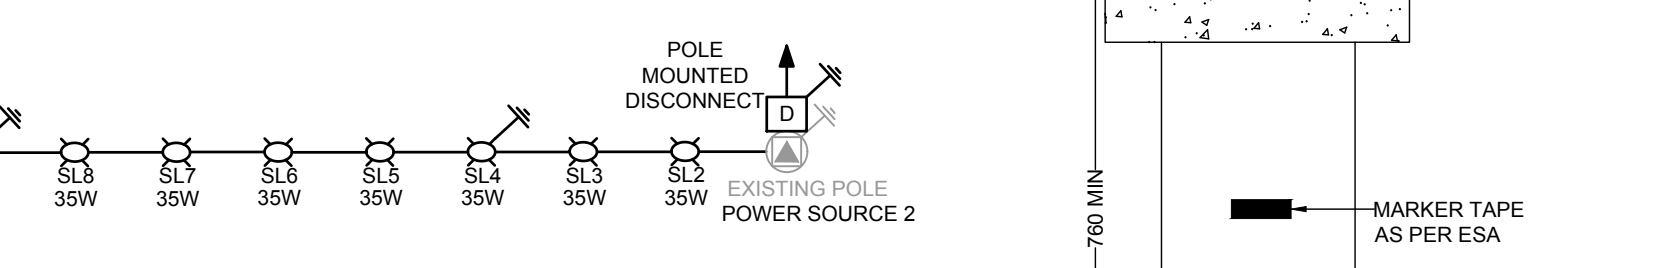 POLE
MOUNTED
DISCONNECT
D
SL8
35W
SL7
35W
SL6
35W
SL5
35W
SL4
35W
SL3
35W
SL2
35W
EXISTING POLE
POWER SOURCE 2
760 MIN
MARKER TAPE
AS PER ESA